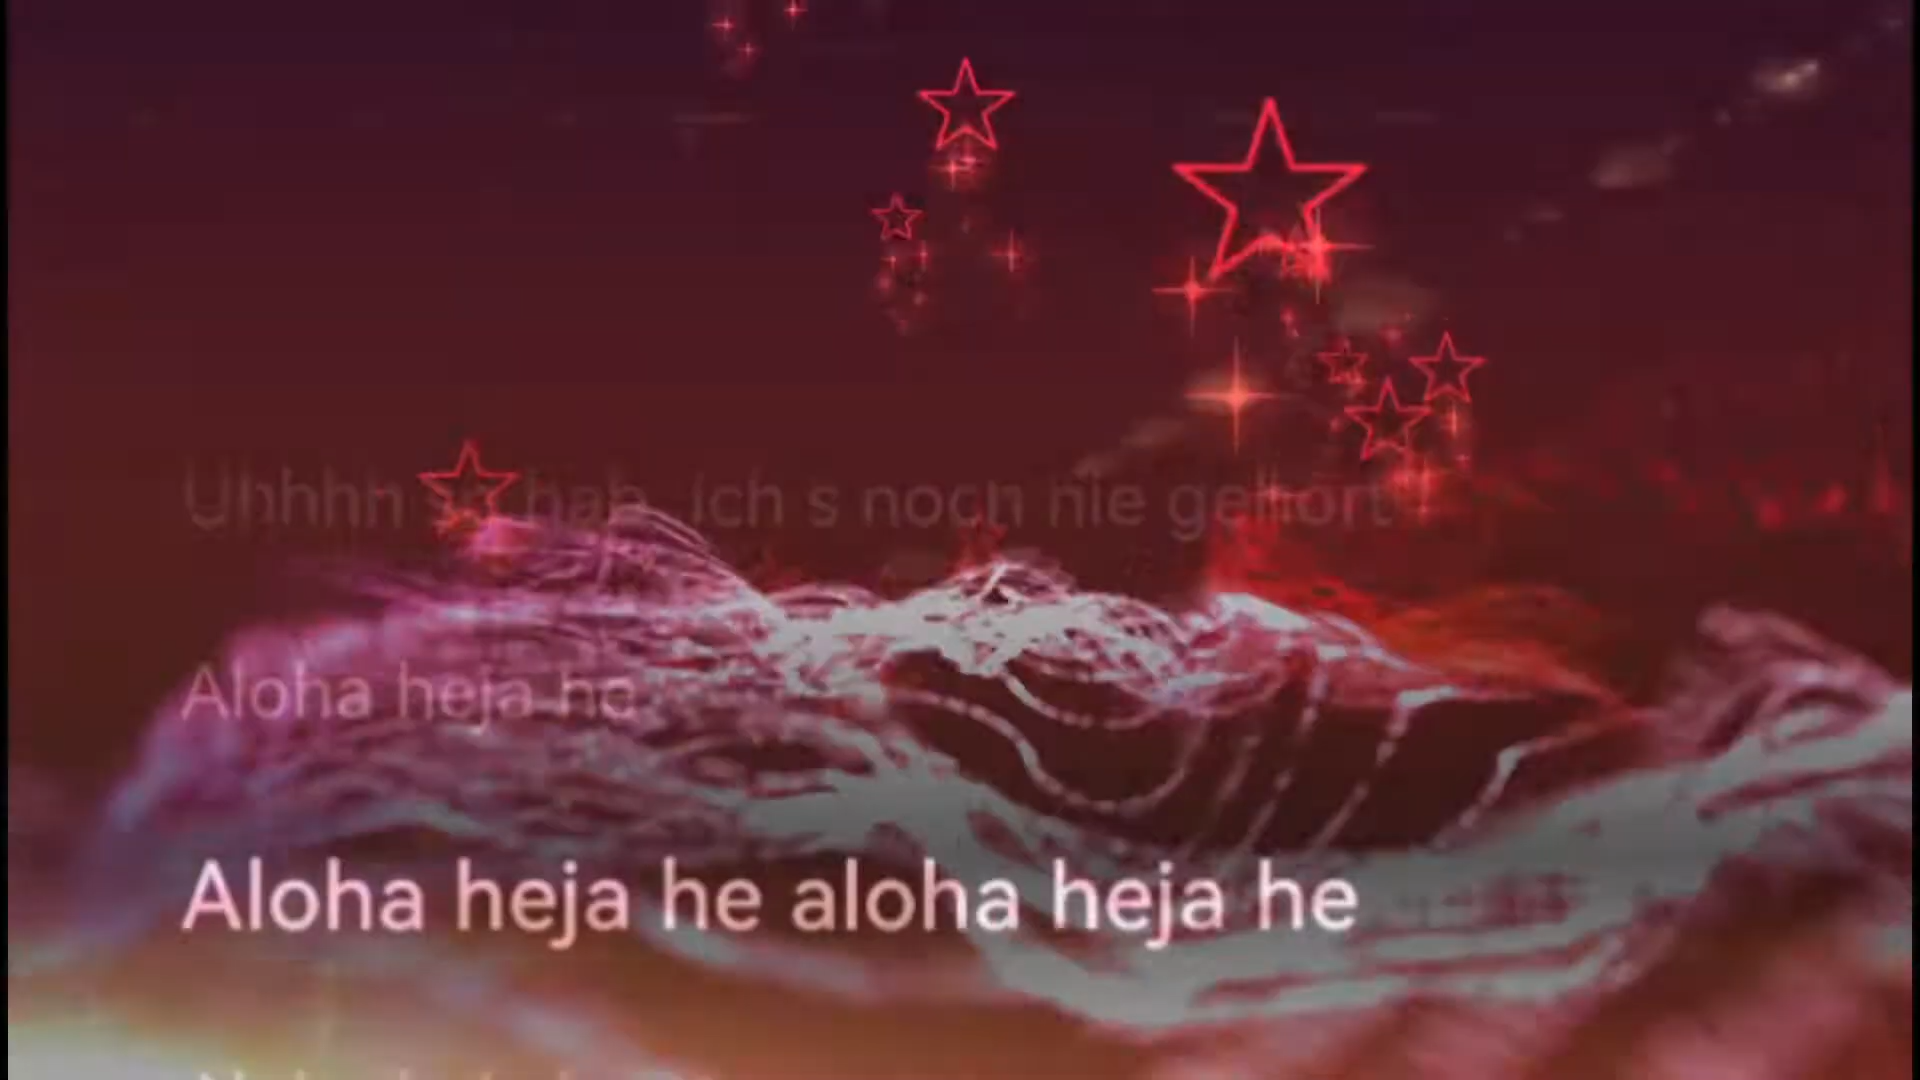 Uhhhh so hab ich s noch nie gehört
Aloha heja he
Aloha heja he aloha heja he